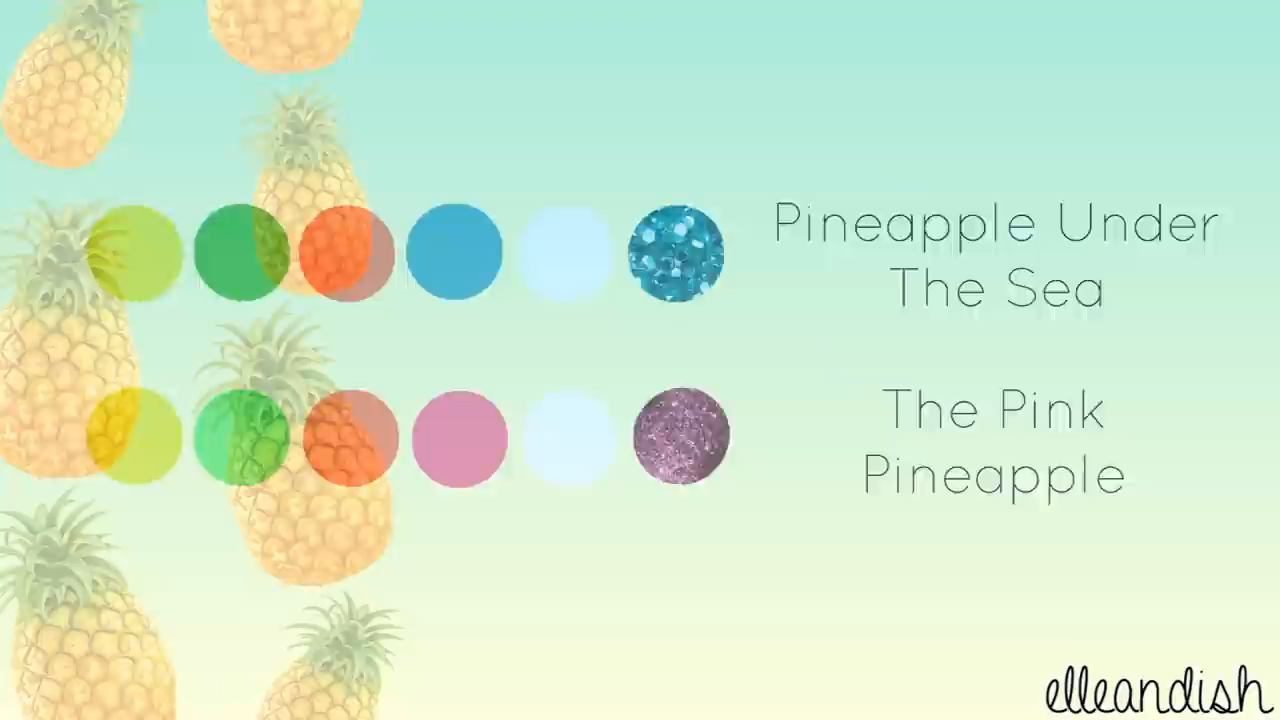 Pineapple Under
The Sea
The Pink
Pineapple
elleandish